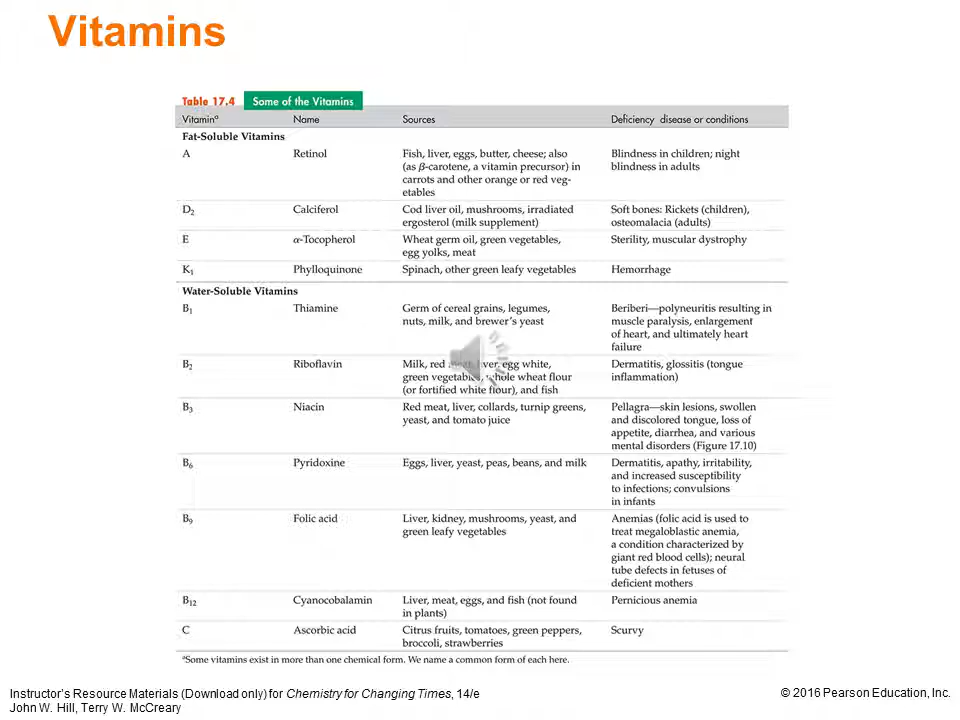 Vitamins
Table 17.4 Some of the Vitamins
Vitaminᵃ Name Sources Deficiency disease or conditions
Fat-Soluble Vitamins
A Retinol Fish, liver, eggs, butter, cheese; also Blindness in children; night
(as β-carotene, a vitamin precursor) in blindness in adults
carrots and other orange or red veg-
etables
D₂ Calciferol Cod liver oil, mushrooms, irradiated Soft bones: Rickets (children),
ergosterol (milk supplement) osteomalacia (adults)
E α-Tocopherol Wheat germ oil, green vegetables, Sterility, muscular dystrophy
egg yolks, meat
K₁ Phylloquinone Spinach, other green leafy vegetables Hemorrhage
Water-Soluble Vitamins
B₁ Thiamine Germ of cereal grains, legumes, Beriberi—polyneuritis resulting in
nuts, milk, and brewer's yeast muscle paralysis, enlargement
of heart, and ultimately heart
failure
B₂ Riboflavin Milk, red meat, liver, egg white, Dermatitis, glossitis (tongue
green vegetables, whole wheat flour inflammation)
(or fortified white flour), and fish
B₃ Niacin Red meat, liver, collards, turnip greens, Pellagra—skin lesions, swollen
yeast, and tomato juice and discolored tongue, loss of
appetite, diarrhea, and various
mental disorders (Figure 17.10)
B₆ Pyridoxine Eggs, liver, yeast, peas, beans, and milk Dermatitis, apathy, irritability,
and increased susceptibility
to infections; convulsions
in infants
B₉ Folic acid Liver, kidney, mushrooms, yeast, and Anemias (folic acid is used to
green leafy vegetables treat megaloblastic anemia,
a condition characterized by
giant red blood cells); neural
tube defects in fetuses of
deficient mothers
B₁₂ Cyanocobalamin Liver, meat, eggs, and fish (not found Pernicious anemia
in plants)
C Ascorbic acid Citrus fruits, tomatoes, green peppers, Scurvy
broccoli, strawberries
ᵃSome vitamins exist in more than one chemical form. We name a common form of each here.
Instructor's Resource Materials (Download only) for Chemistry for Changing Times, 14/e
John W. Hill, Terry W. McCreary
© 2016 Pearson Education, Inc.